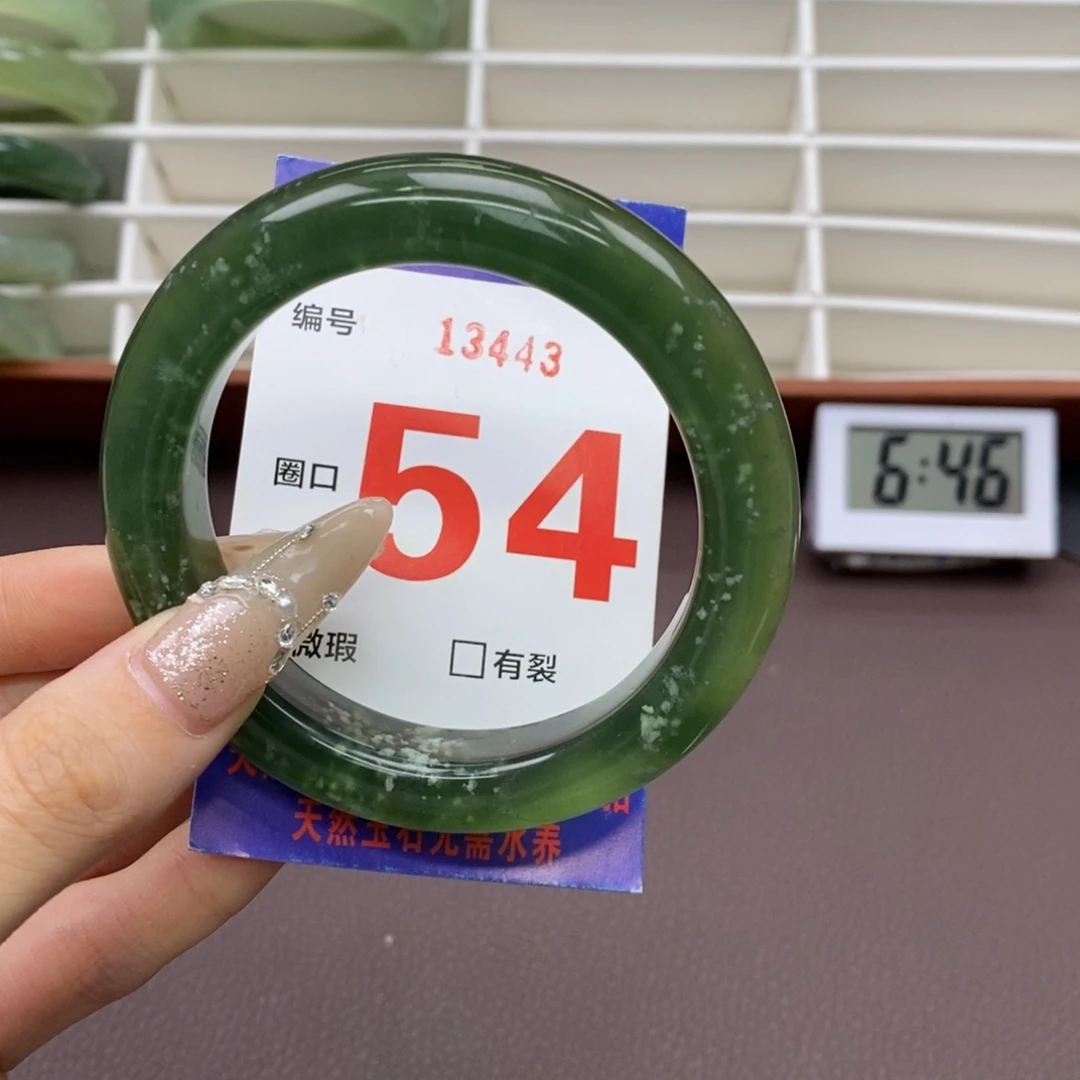 编号 13443
圈口 54
微瑕 □有裂
天然玉石无需水养
6:46